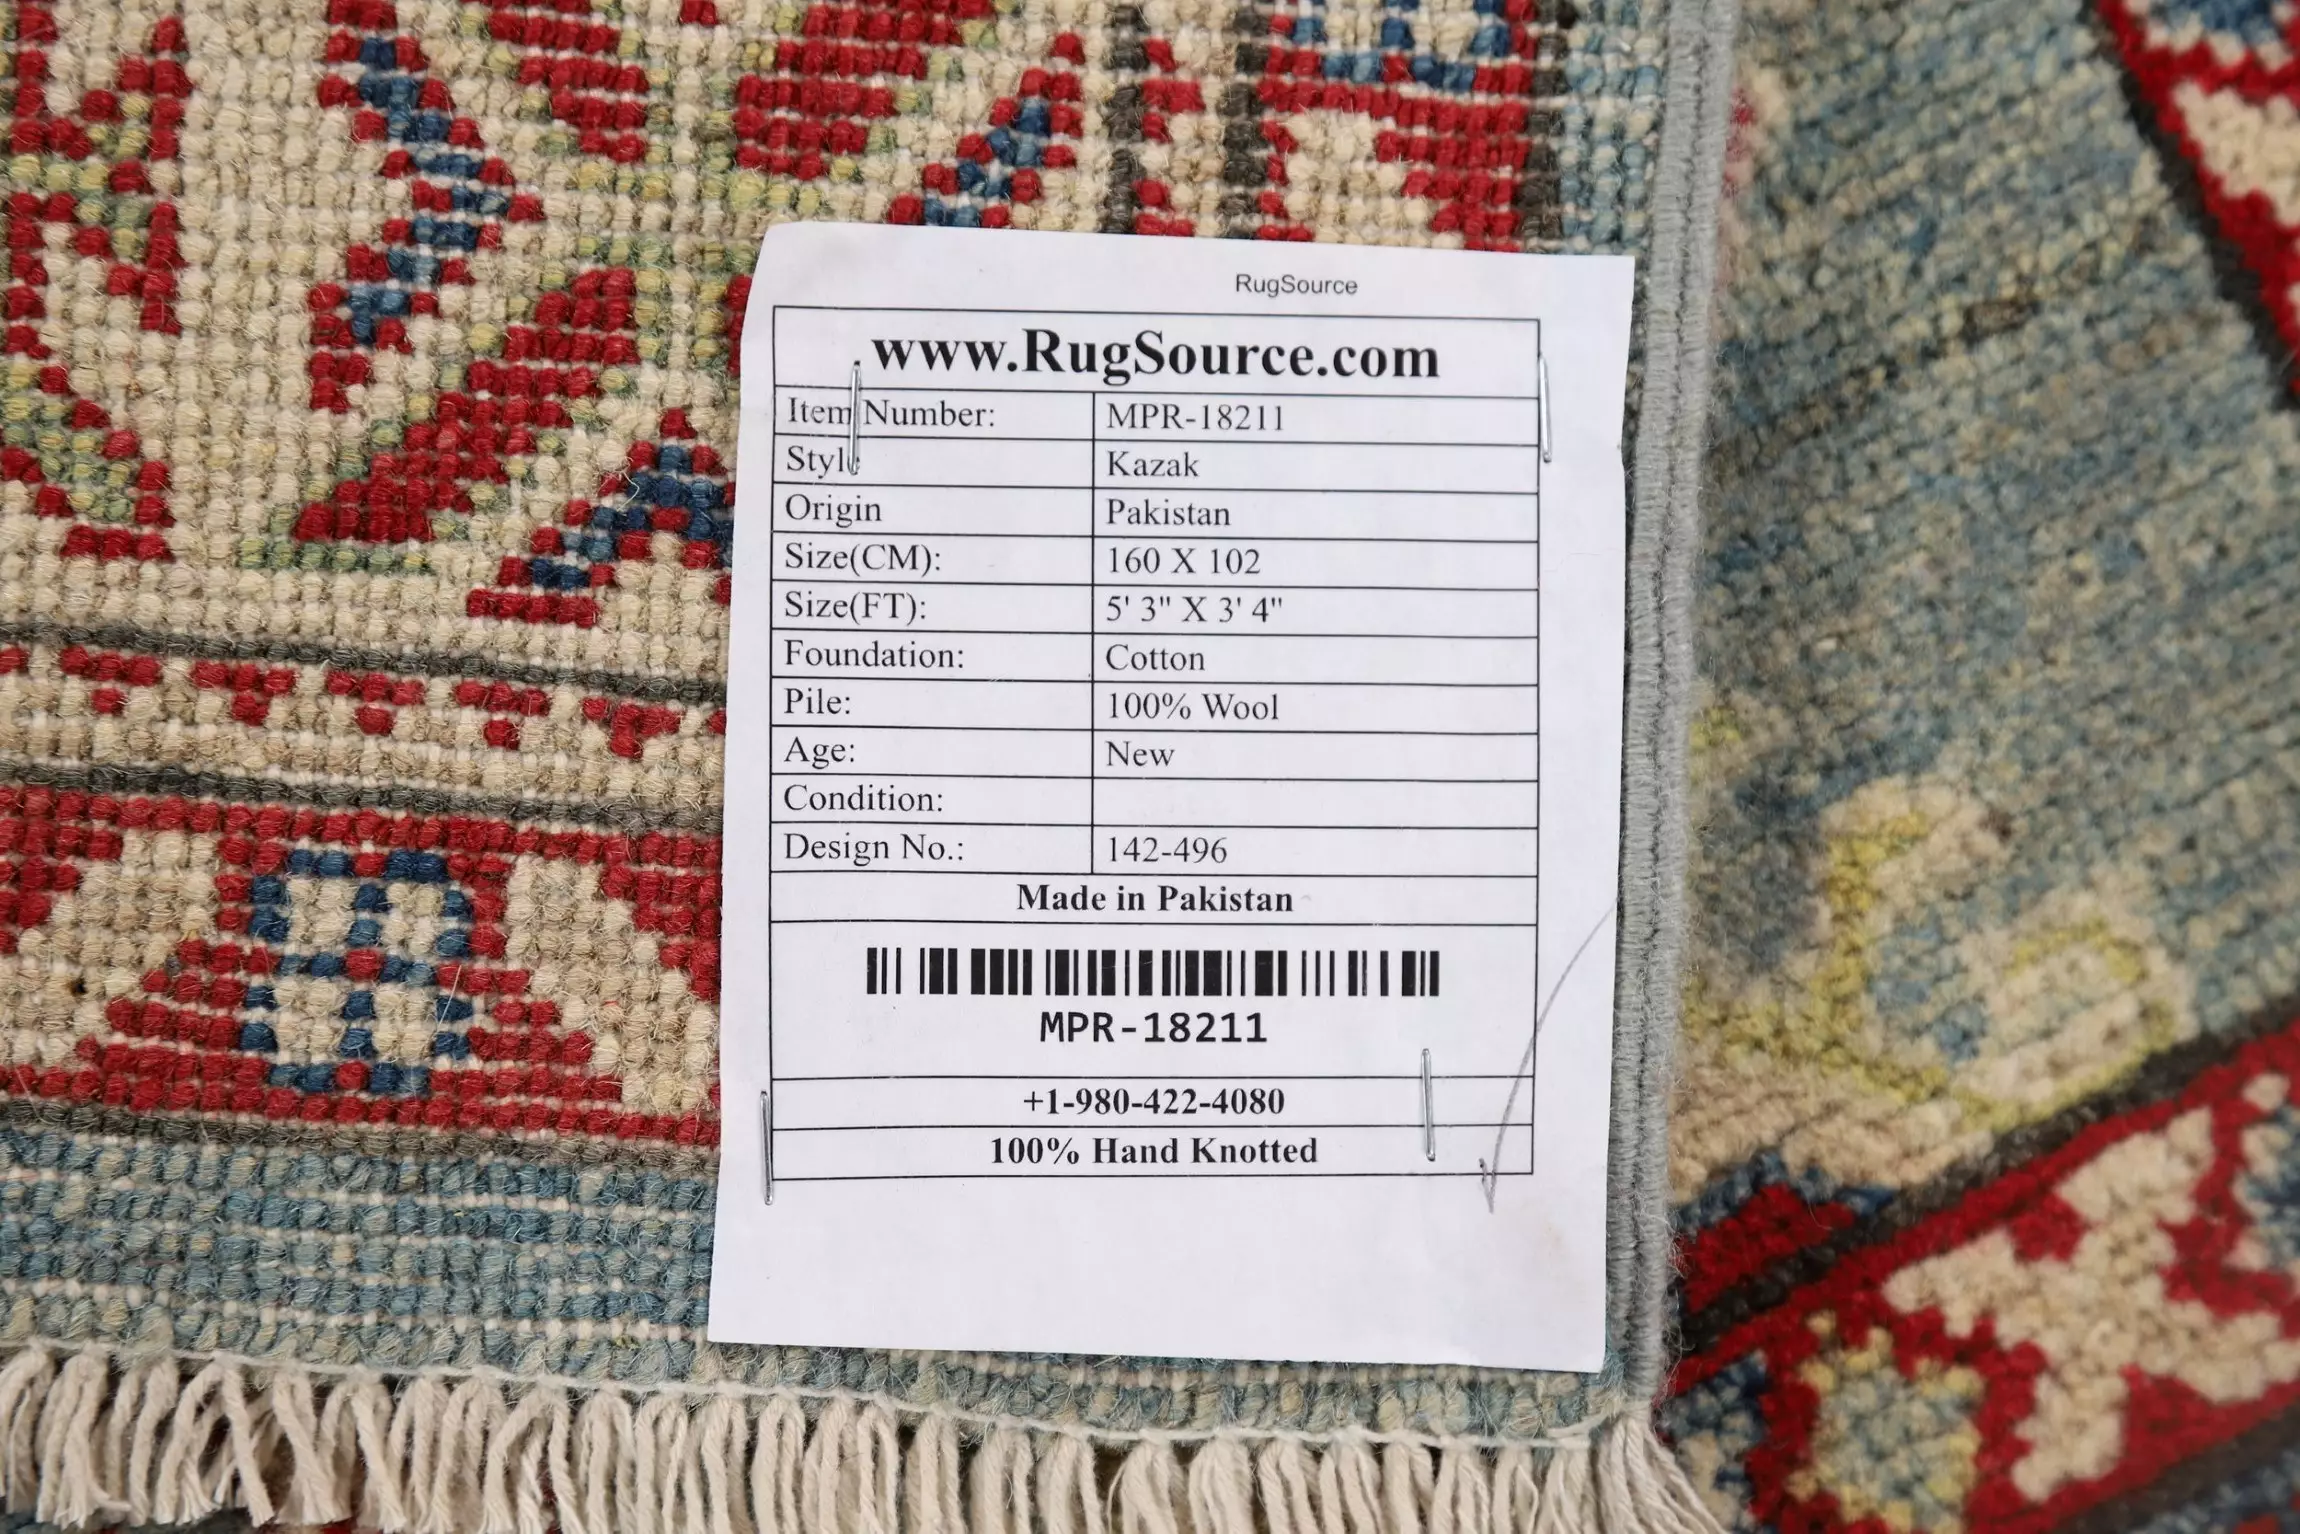 RugSource
www.RugSource.com
Item Number: MPR-18211
Style Kazak
Origin Pakistan
Size(CM): 160 X 102
Size(FT): 5' 3" X 3' 4"
Foundation: Cotton
Pile: 100% Wool
Age: New
Condition:
Design No.: 142-496
Made in Pakistan
MPR-18211
+1-980-422-4080
100% Hand Knotted